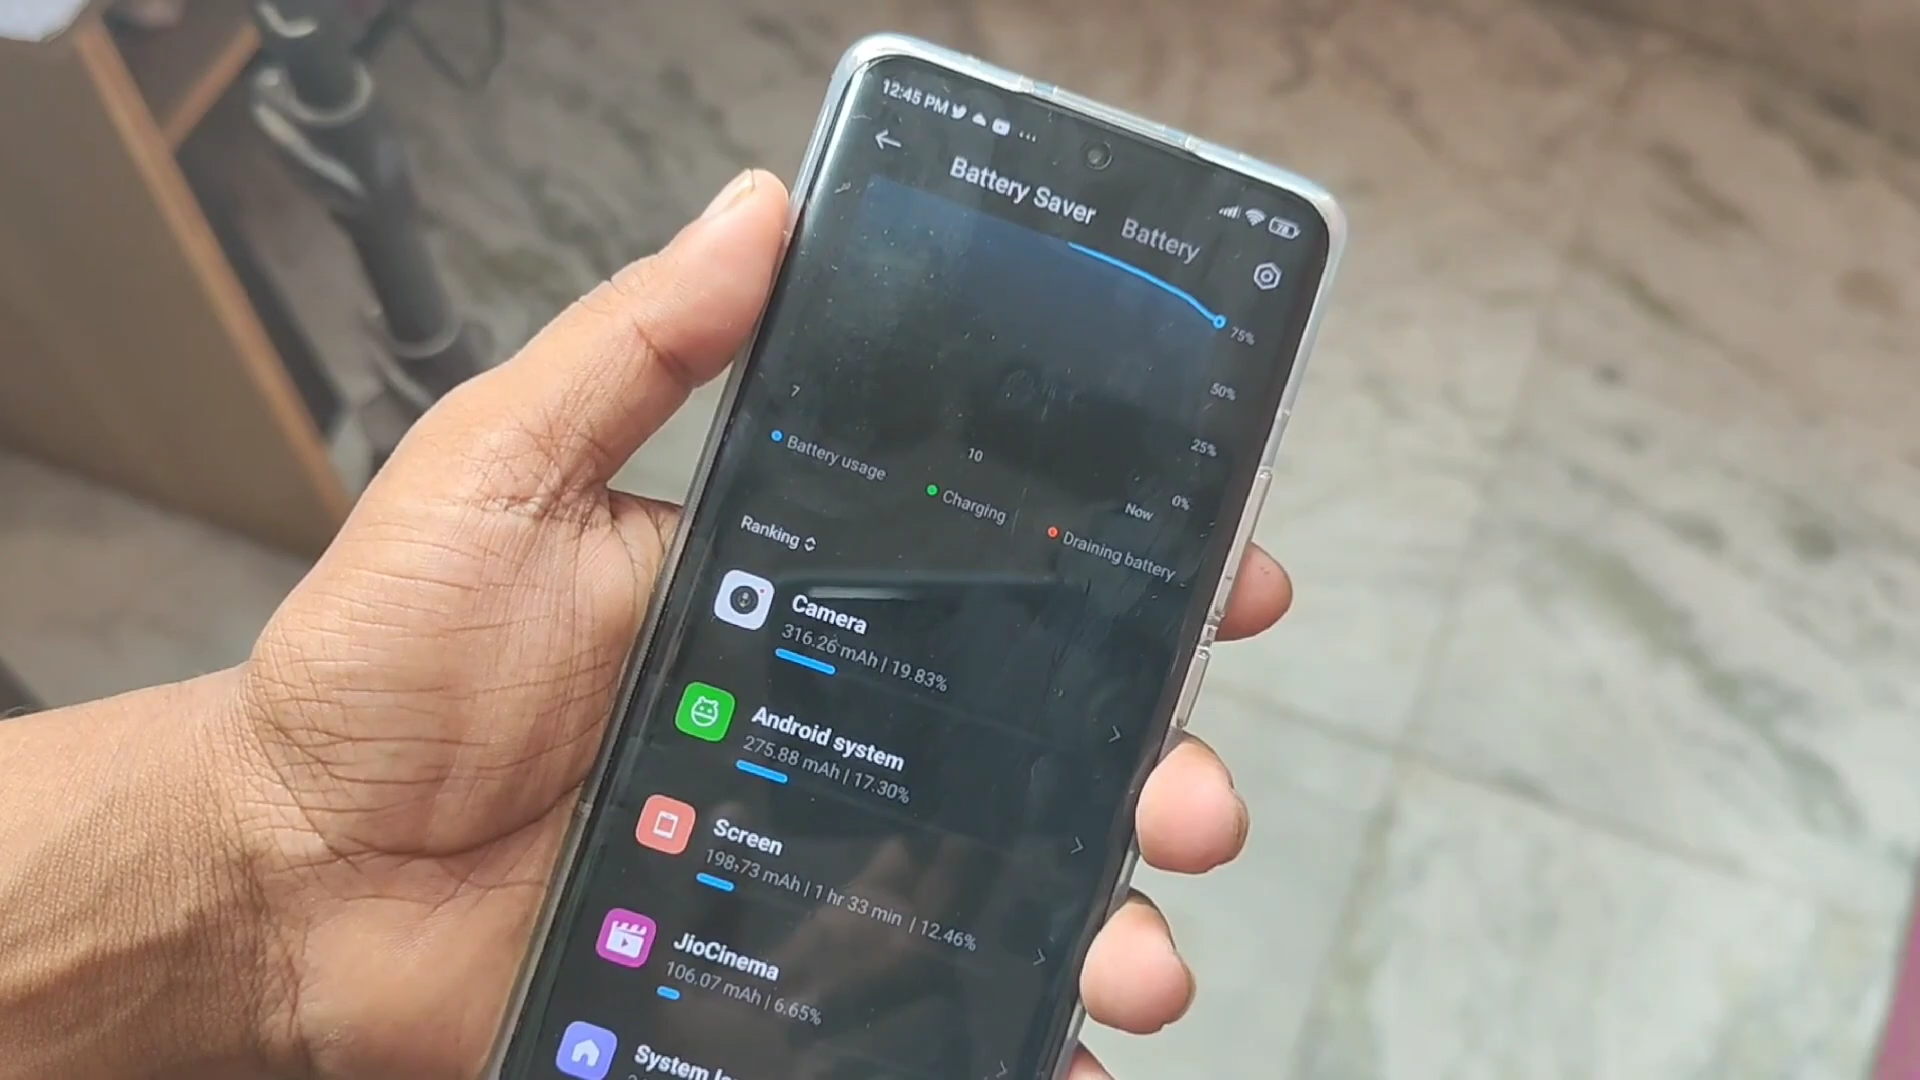 12:45 PM
78
Battery Saver
Battery
75%
50%
25%
0%
7
10
Now
Battery usage
Charging
Draining battery
Ranking
Camera
316.26 mAh | 19.83%
Android system
275.88 mAh | 17.30%
Screen
198.73 mAh | 1 hr 33 min | 12.46%
JioCinema
106.07 mAh | 6.65%
System